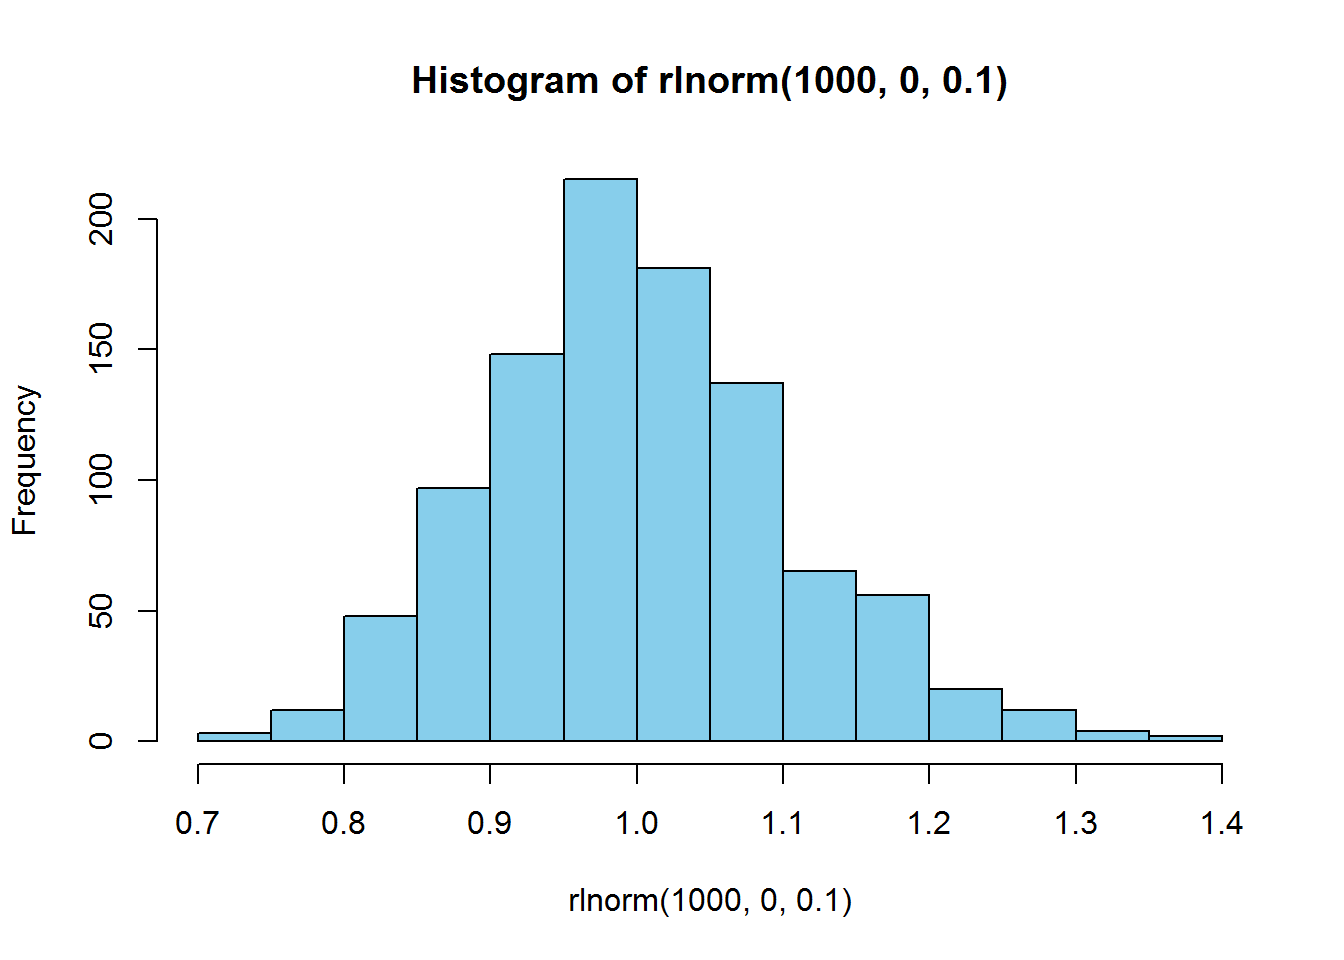 Histogram of rlnorm(1000, 0, 0.1)
Frequency
200
150
100
50
0
0.7 0.8 0.9 1.0 1.1 1.2 1.3 1.4
rlnorm(1000, 0, 0.1)